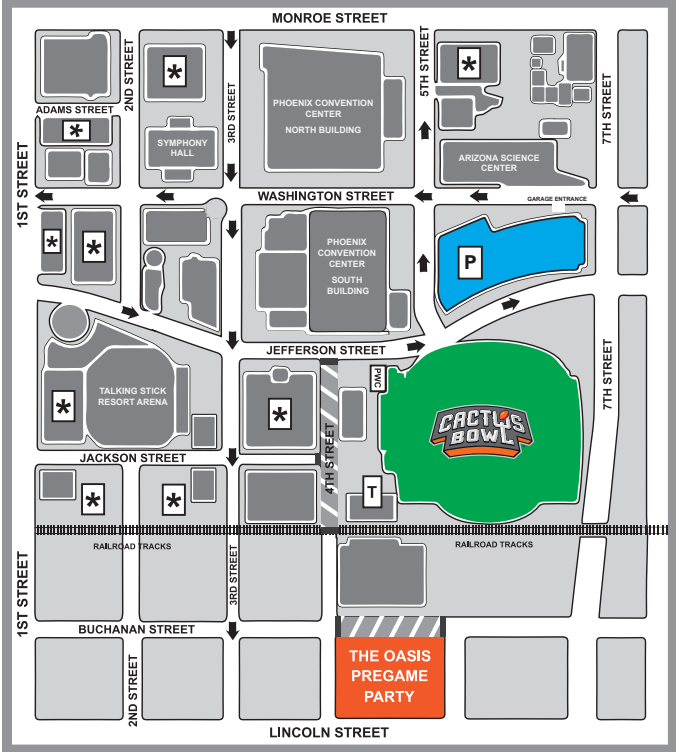 MONROE STREET
2ND STREET
3RD STREET
5TH STREET
7TH STREET
*
*
PHOENIX CONVENTION
CENTER
NORTH BUILDING
ADAMS STREET
*
SYMPHONY
HALL
ARIZONA SCIENCE
CENTER
1ST STREET
WASHINGTON STREET
GARAGE ENTRANCE
*
*
PHOENIX
CONVENTION
CENTER
SOUTH
BUILDING
P
JEFFERSON STREET
PWC
7TH STREET
TALKING STICK
RESORT ARENA
*
*
CACTUS
BOWL
4TH STREET
JACKSON STREET
*
*
T
RAILROAD TRACKS
RAILROAD TRACKS
1ST STREET
3RD STREET
BUCHANAN STREET
2ND STREET
THE OASIS
PREGAME
PARTY
LINCOLN STREET